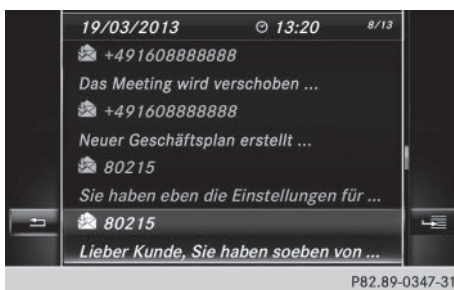 19/03/2013 13:20 8/13
+491608888888
Das Meeting wird verschoben ...
+491608888888
Neuer Geschäftsplan erstellt ...
80215
Sie haben eben die Einstellungen für ...
80215
Lieber Kunde, Sie haben soeben von ...
P82.89-0347-31